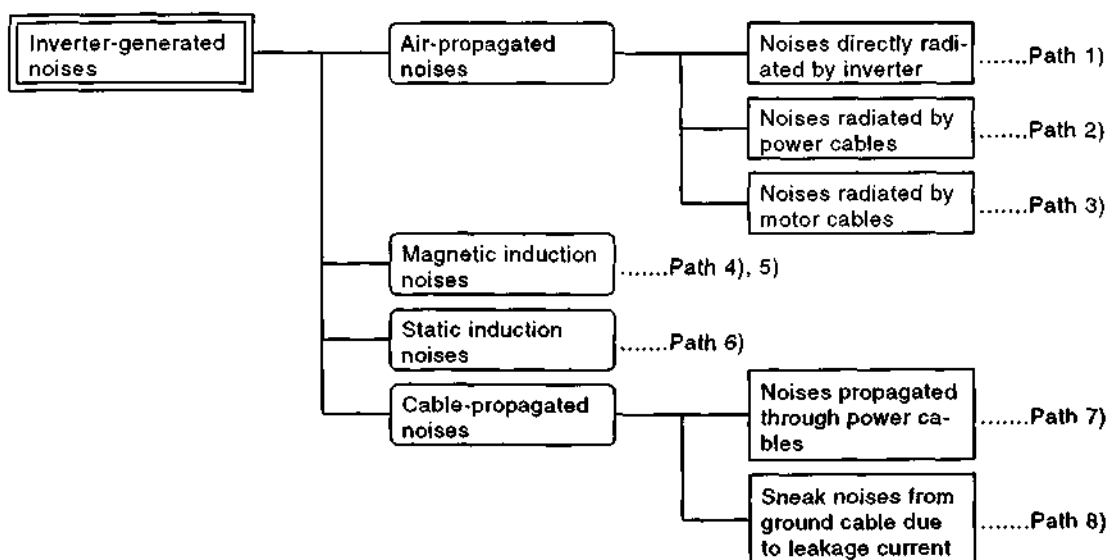 Inverter-generated
noises
Air-propagated
noises
Noises directly radi-
ated by inverter
.......Path 1)
Noises radiated by
power cables
.......Path 2)
Noises radiated by
motor cables
.......Path 3)
Magnetic induction
noises
.......Path 4), 5)
Static induction
noises
.......Path 6)
Cable-propagated
noises
Noises propagated
through power ca-
bles
.......Path 7)
Sneak noises from
ground cable due
to leakage current
.......Path 8)